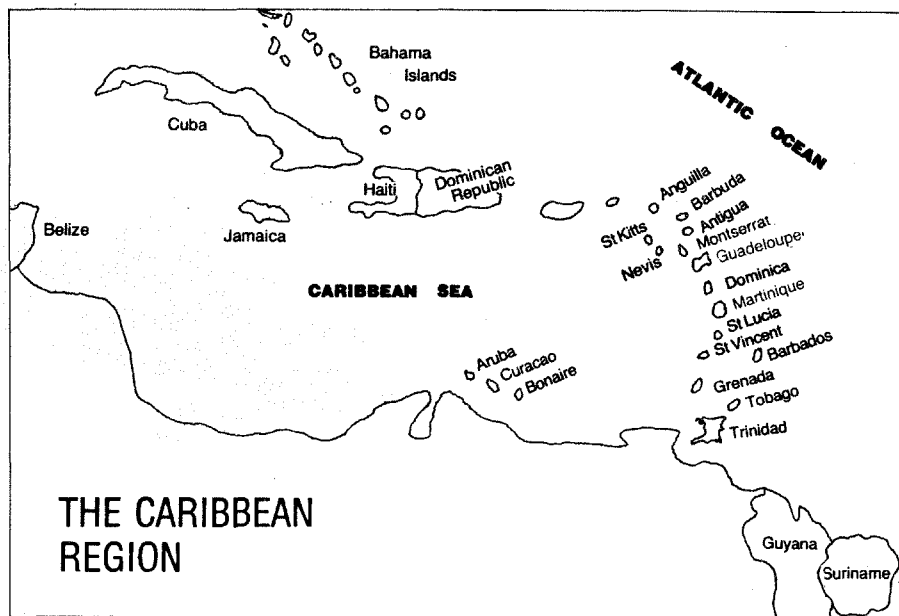 Bahama
Islands
ATLANTIC OCEAN
Cuba
Haiti
Dominican
Republic
Anguilla
Barbuda
Antigua
Montserrat
Guadeloupe
St Kitts
Nevis
Belize
Jamaica
CARIBBEAN SEA
Dominica
Martinique
St Lucia
St Vincent
Barbados
Aruba
Curacao
Bonaire
Grenada
Tobago
Trinidad
THE CARIBBEAN
REGION
Guyana
Suriname